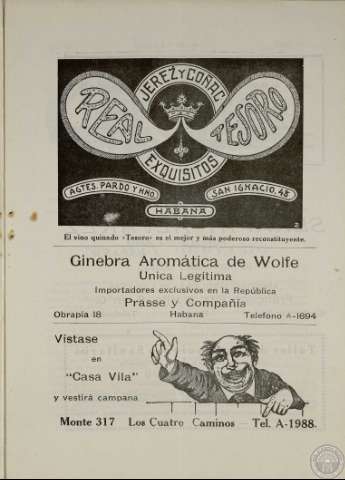 JEREZ Y COÑAC
REAL TESORO
EXQUISITOS
AGTES. PARDO Y HNO
SAN IGNACIO, 48
HABANA
El vino quinado «Tesoro» es el mejor y más poderoso reconstituyente.
Ginebra Aromática de Wolfe
Unica Legítima
Importadores exclusivos en la República
Prasse y Compañía
Obrapia 18 Habana Telefono A-1694
Vistase
en
"Casa Vila"
y vestirá campana
Monte 317 Los Cuatro Caminos Tel. A-1988.